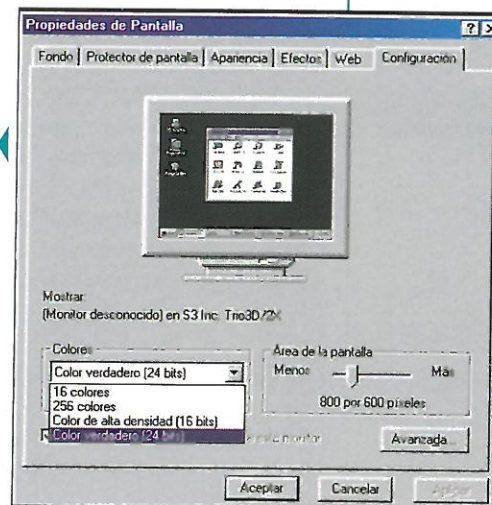 Propiedades de Pantalla
Fondo Protector de pantalla Apariencia Efectos Web Configuración
Mostrar:
(Monitor desconocido) en S3 Inc. Trio3D/2X
Colores
Área de la pantalla
Color verdadero (24 bits)
Menos Más
16 colores
256 colores
Color de alta densidad (16 bits)
Color verdadero (24 bits)
800 por 600 píxeles
monitor
Avanzada...
Aceptar Cancelar Aplicar